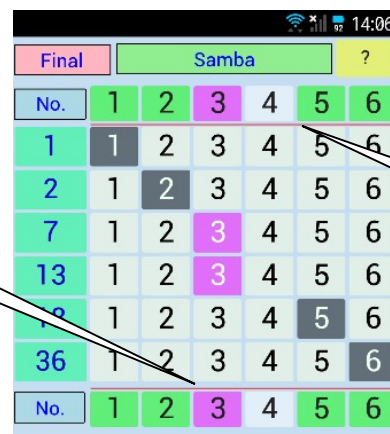 92 14:06
Final Samba ?
No. 1 2 3 4 5 6
1 1 2 3 4 5 6
2 1 2 3 4 5 6
7 1 2 3 4 5 6
13 1 2 3 4 5 6
18 1 2 3 4 5 6
36 1 2 3 4 5 6
No. 1 2 3 4 5 6